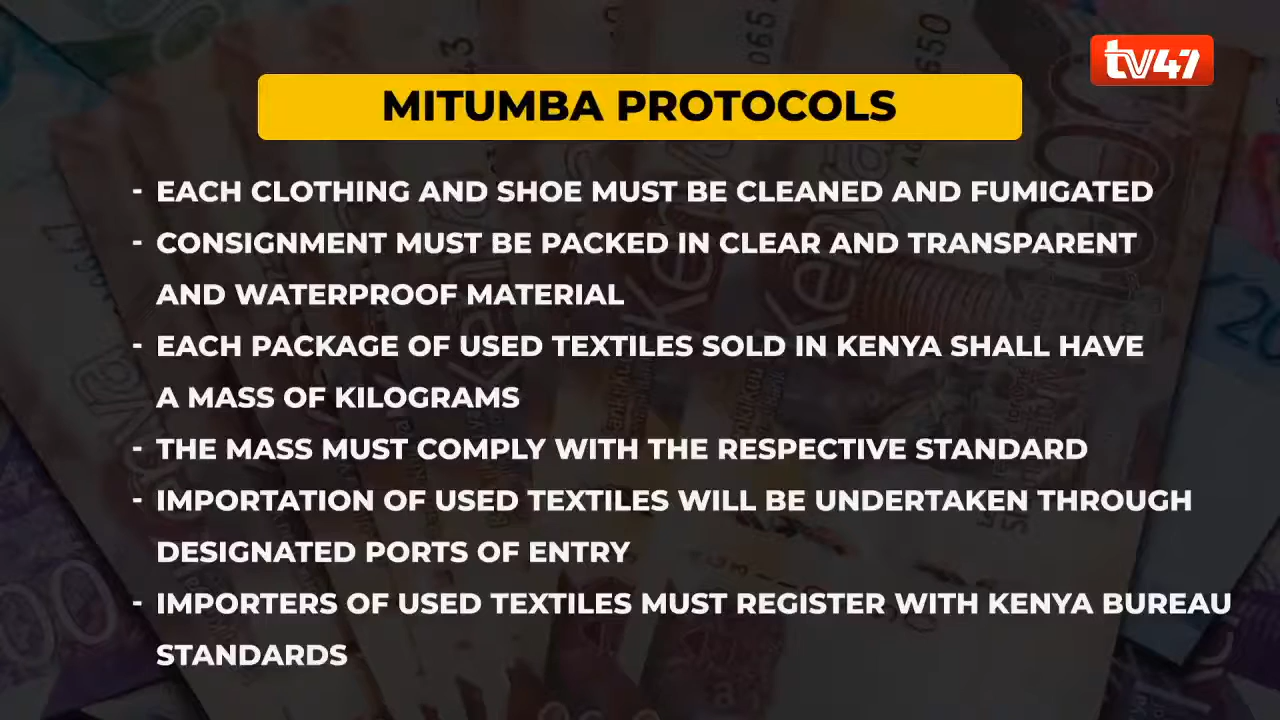 tv47
MITUMBA PROTOCOLS
- EACH CLOTHING AND SHOE MUST BE CLEANED AND FUMIGATED
- CONSIGNMENT MUST BE PACKED IN CLEAR AND TRANSPARENT
AND WATERPROOF MATERIAL
- EACH PACKAGE OF USED TEXTILES SOLD IN KENYA SHALL HAVE
A MASS OF KILOGRAMS
- THE MASS MUST COMPLY WITH THE RESPECTIVE STANDARD
- IMPORTATION OF USED TEXTILES WILL BE UNDERTAKEN THROUGH
DESIGNATED PORTS OF ENTRY
- IMPORTERS OF USED TEXTILES MUST REGISTER WITH KENYA BUREAU
STANDARDS